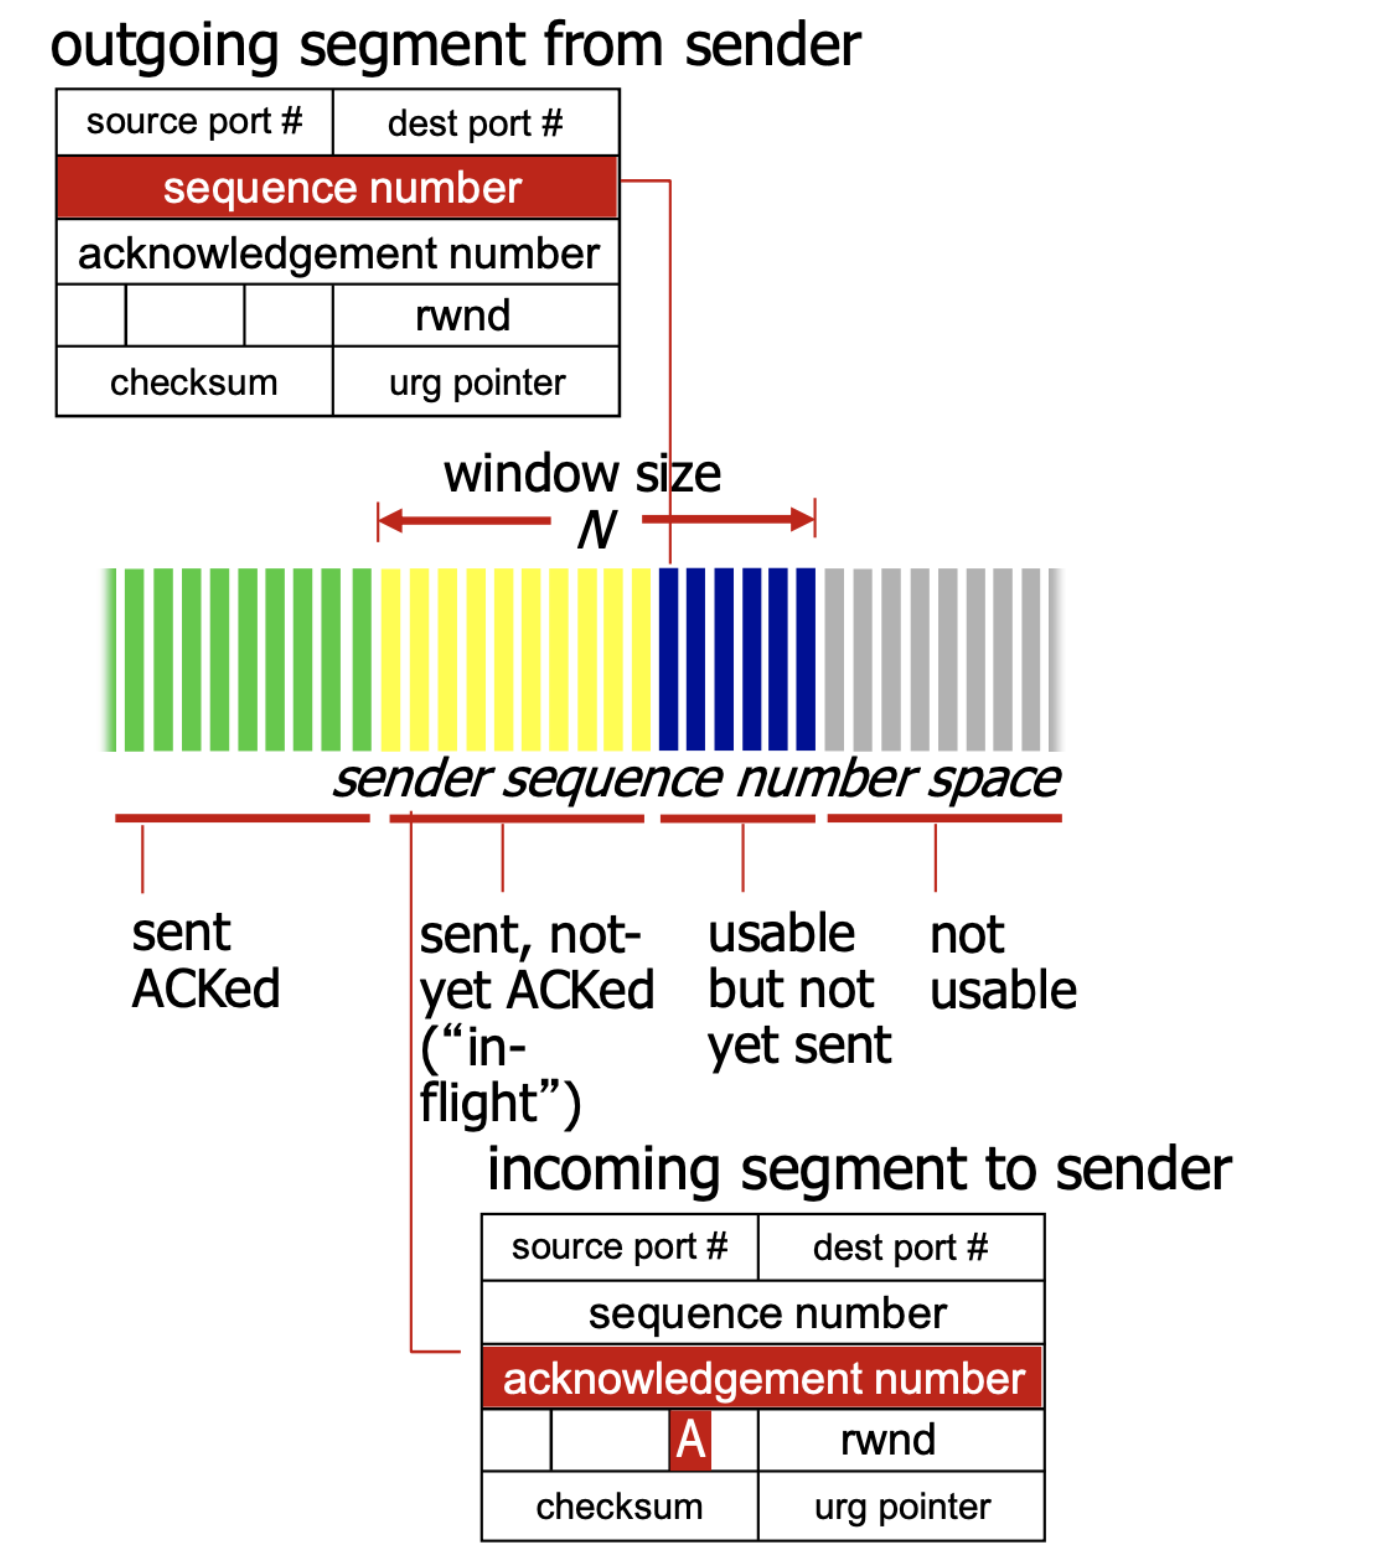 outgoing segment from sender
source port #
dest port #
sequence number
acknowledgement number
rwnd
checksum
urg pointer
window size
N
sender sequence number space
sent
ACKed
sent, not-
yet ACKed
(“in-
flight”)
usable
but not
yet sent
not
usable
incoming segment to sender
source port #
dest port #
sequence number
acknowledgement number
A
rwnd
checksum
urg pointer